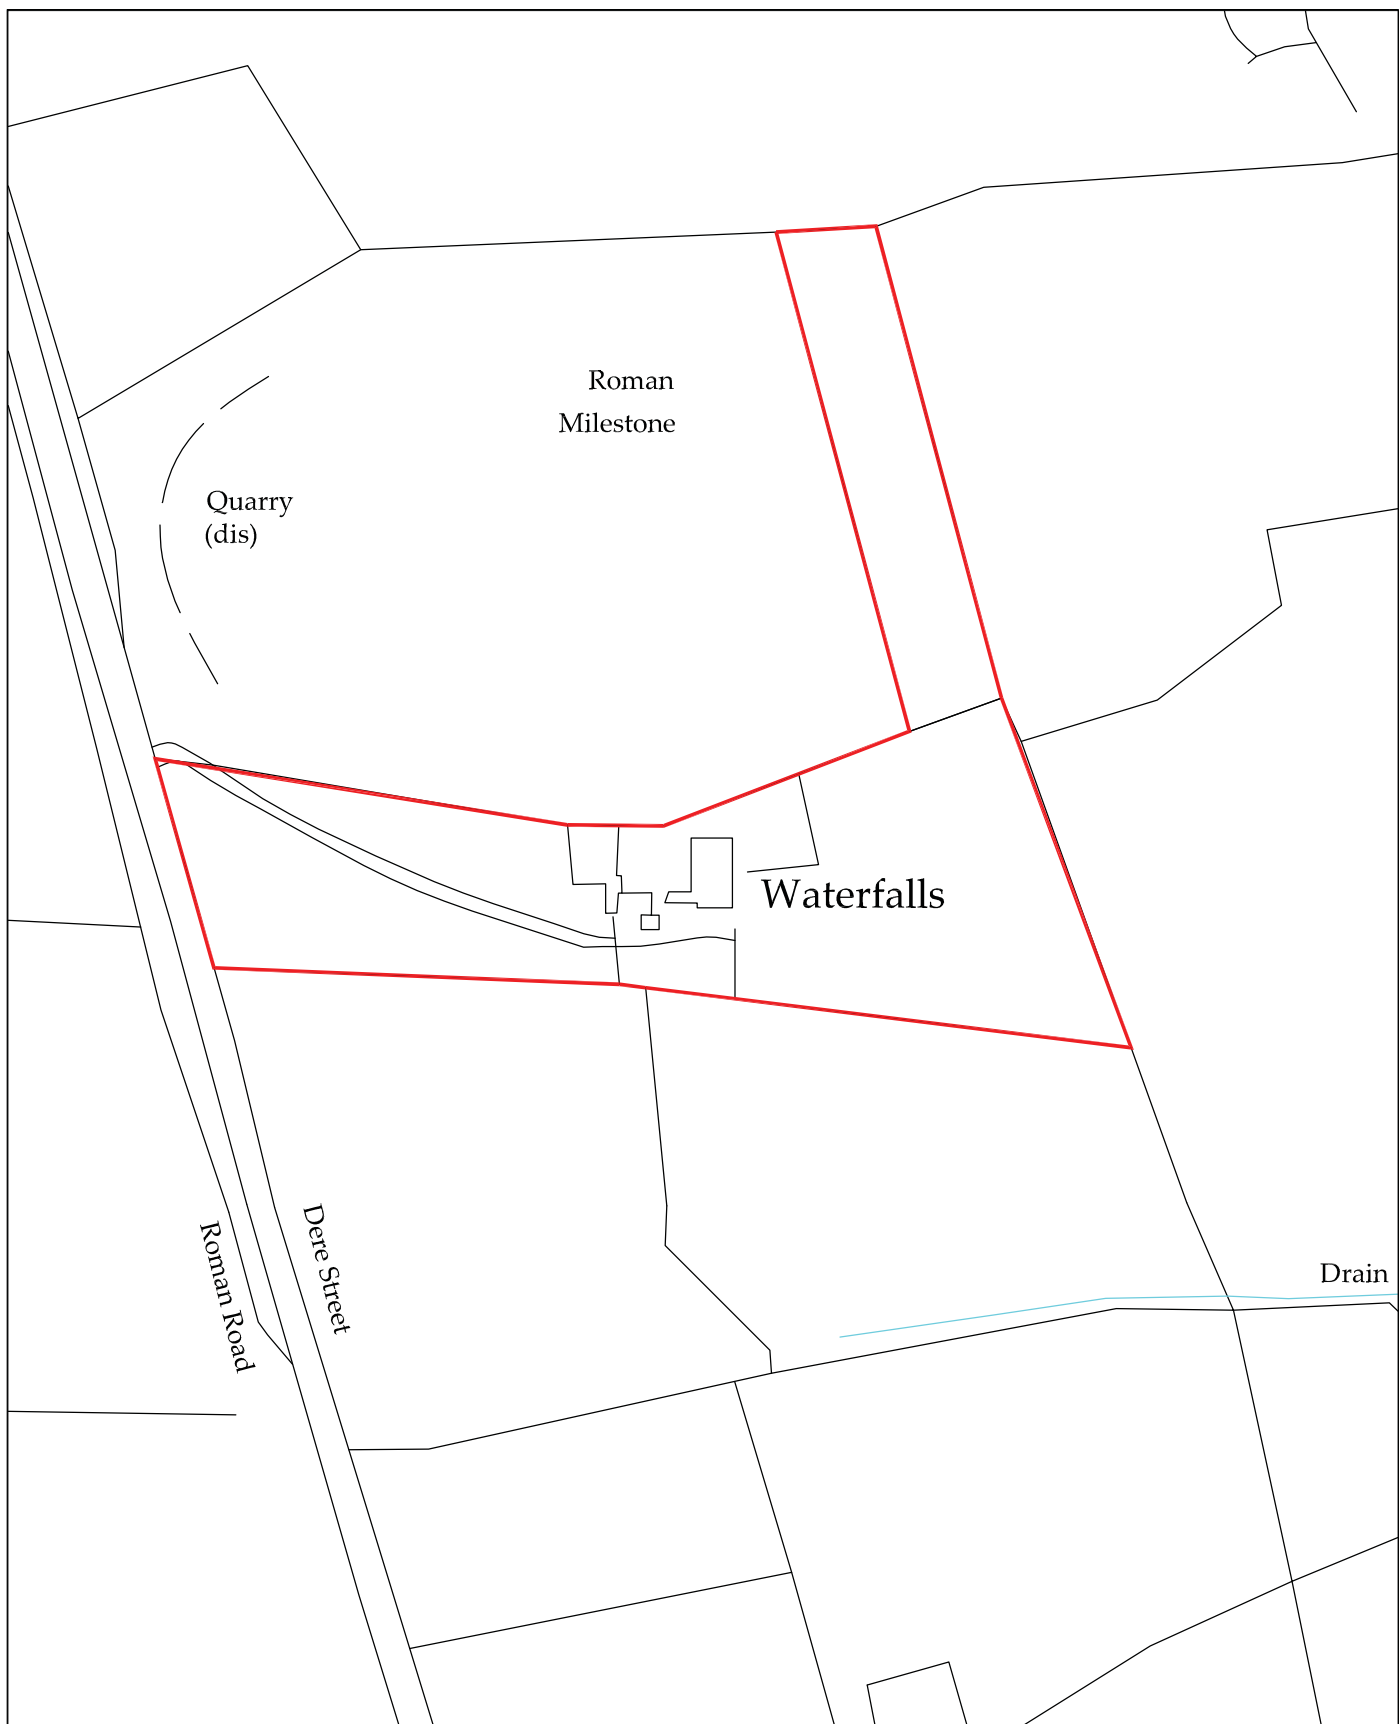 Roman
Milestone
Quarry
(dis)
Waterfalls
Dere Street
Roman Road
Drain